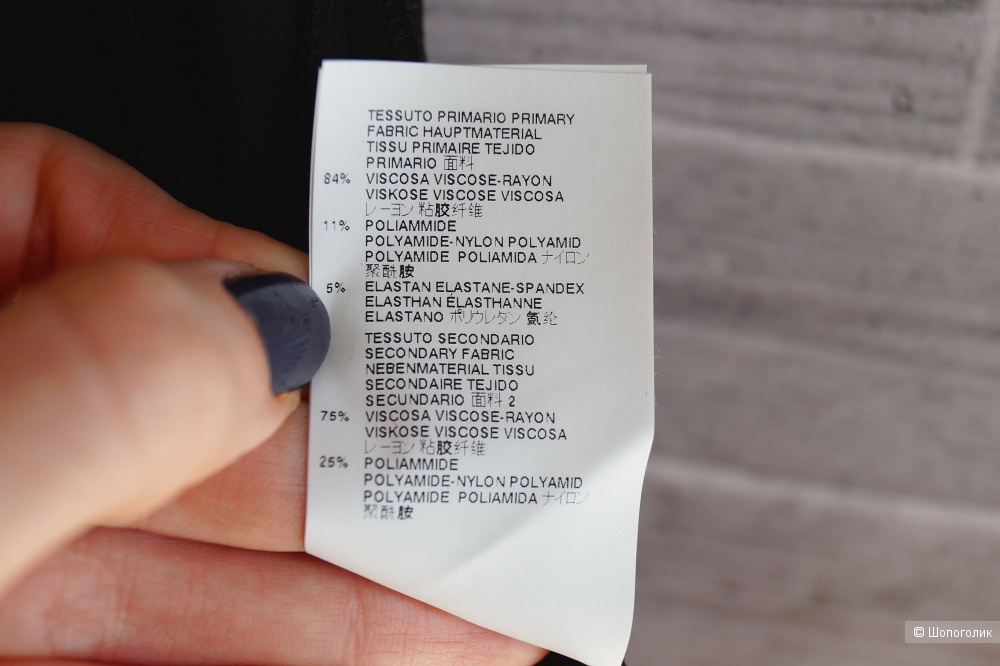 TESSUTO PRIMARIO PRIMARY
FABRIC HAUPTMATERIAL
TISSU PRIMAIRE TEJIDO
PRIMARIO 面料
84% VISCOSA VISCOSE-RAYON
VISKOSE VISCOSE VISCOSA
レーヨン 粘胶纤维
11% POLIAMMIDE
POLYAMIDE-NYLON POLYAMID
POLYAMIDE POLIAMIDA ナイロン
聚酰胺
5% ELASTAN ELASTANE-SPANDEX
ELASTHAN ÉLASTHANNE
ELASTANO ポリウレタン 氨纶
TESSUTO SECONDARIO
SECONDARY FABRIC
NEBENMATERIAL TISSU
SECONDAIRE TEJIDO
SECUNDARIO 面料 2
75% VISCOSA VISCOSE-RAYON
VISKOSE VISCOSE VISCOSA
レーヨン 粘胶纤维
25% POLIAMMIDE
POLYAMIDE-NYLON POLYAMID
POLYAMIDE POLIAMIDA ナイロン
聚酰胺
© Шопоголик